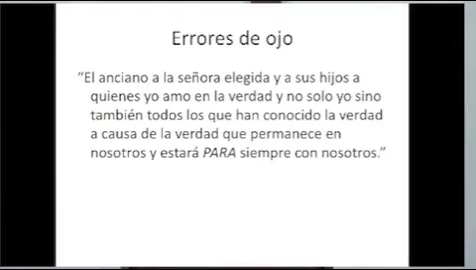 Errores de ojo
“El anciano a la señora elegida y a sus hijos a
quienes yo amo en la verdad y no solo yo sino
también todos los que han conocido la verdad
a causa de la verdad que permanece en
nosotros y estará PARA siempre con nosotros.”